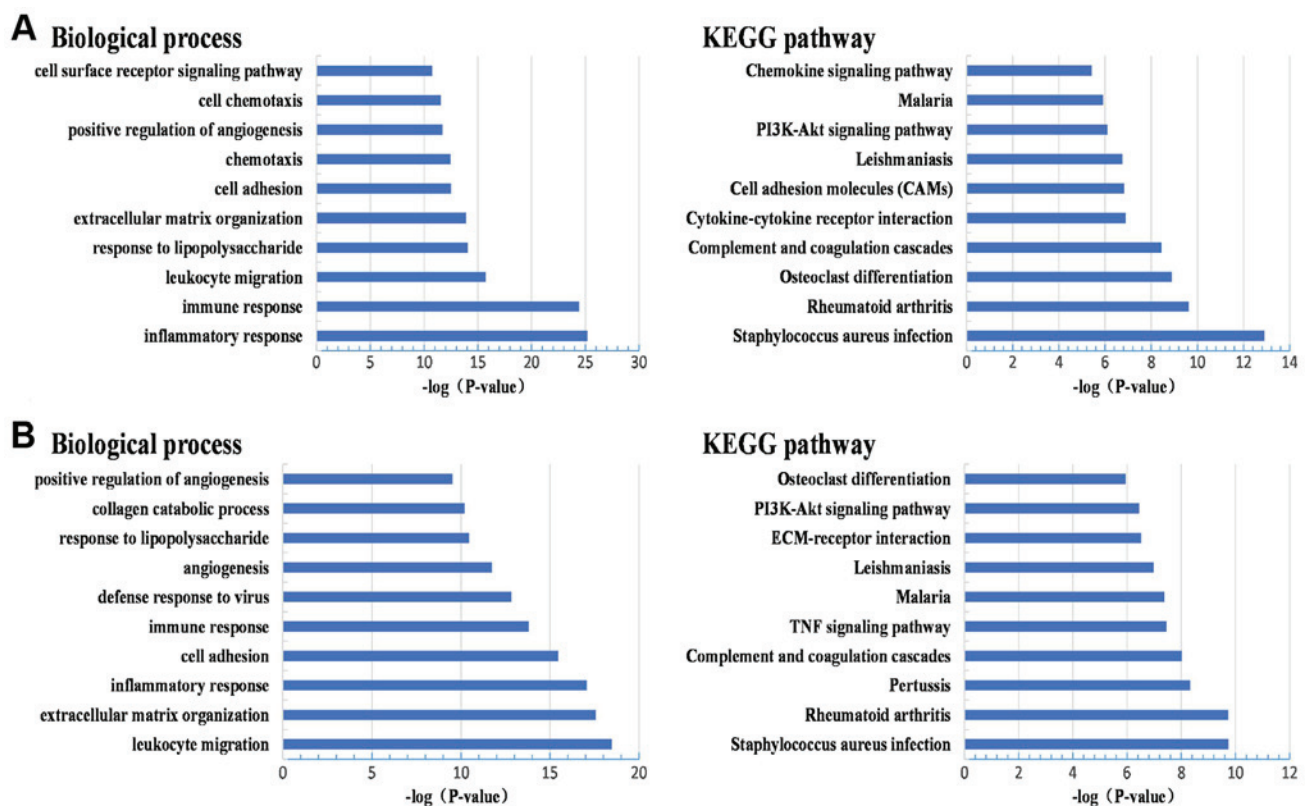 A
Biological process
cell surface receptor signaling pathway
cell chemotaxis
positive regulation of angiogenesis
chemotaxis
cell adhesion
extracellular matrix organization
response to lipopolysaccharide
leukocyte migration
immune response
inflammatory response
0 5 10 15 20 25 30
-log（P-value）
KEGG pathway
Chemokine signaling pathway
Malaria
PI3K-Akt signaling pathway
Leishmaniasis
Cell adhesion molecules (CAMs)
Cytokine-cytokine receptor interaction
Complement and coagulation cascades
Osteoclast differentiation
Rheumatoid arthritis
Staphylococcus aureus infection
0 2 4 6 8 10 12 14
-log（P-value）
B
Biological process
positive regulation of angiogenesis
collagen catabolic process
response to lipopolysaccharide
angiogenesis
defense response to virus
immune response
cell adhesion
inflammatory response
extracellular matrix organization
leukocyte migration
0 5 10 15 20
-log（P-value）
KEGG pathway
Osteoclast differentiation
PI3K-Akt signaling pathway
ECM-receptor interaction
Leishmaniasis
Malaria
TNF signaling pathway
Complement and coagulation cascades
Pertussis
Rheumatoid arthritis
Staphylococcus aureus infection
0 2 4 6 8 10 12
-log（P-value）